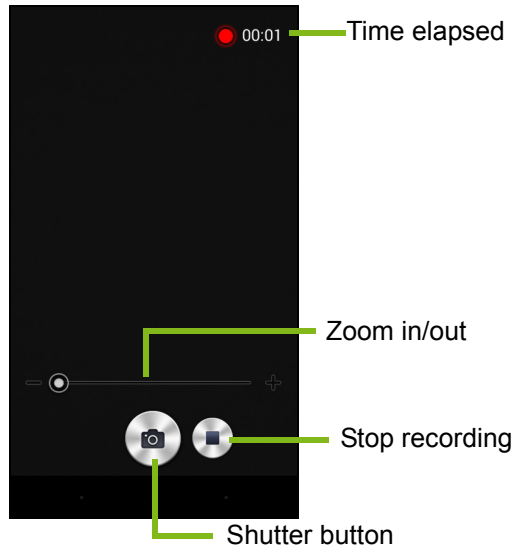 00:01 Time elapsed
Zoom in/out
Stop recording
Shutter button